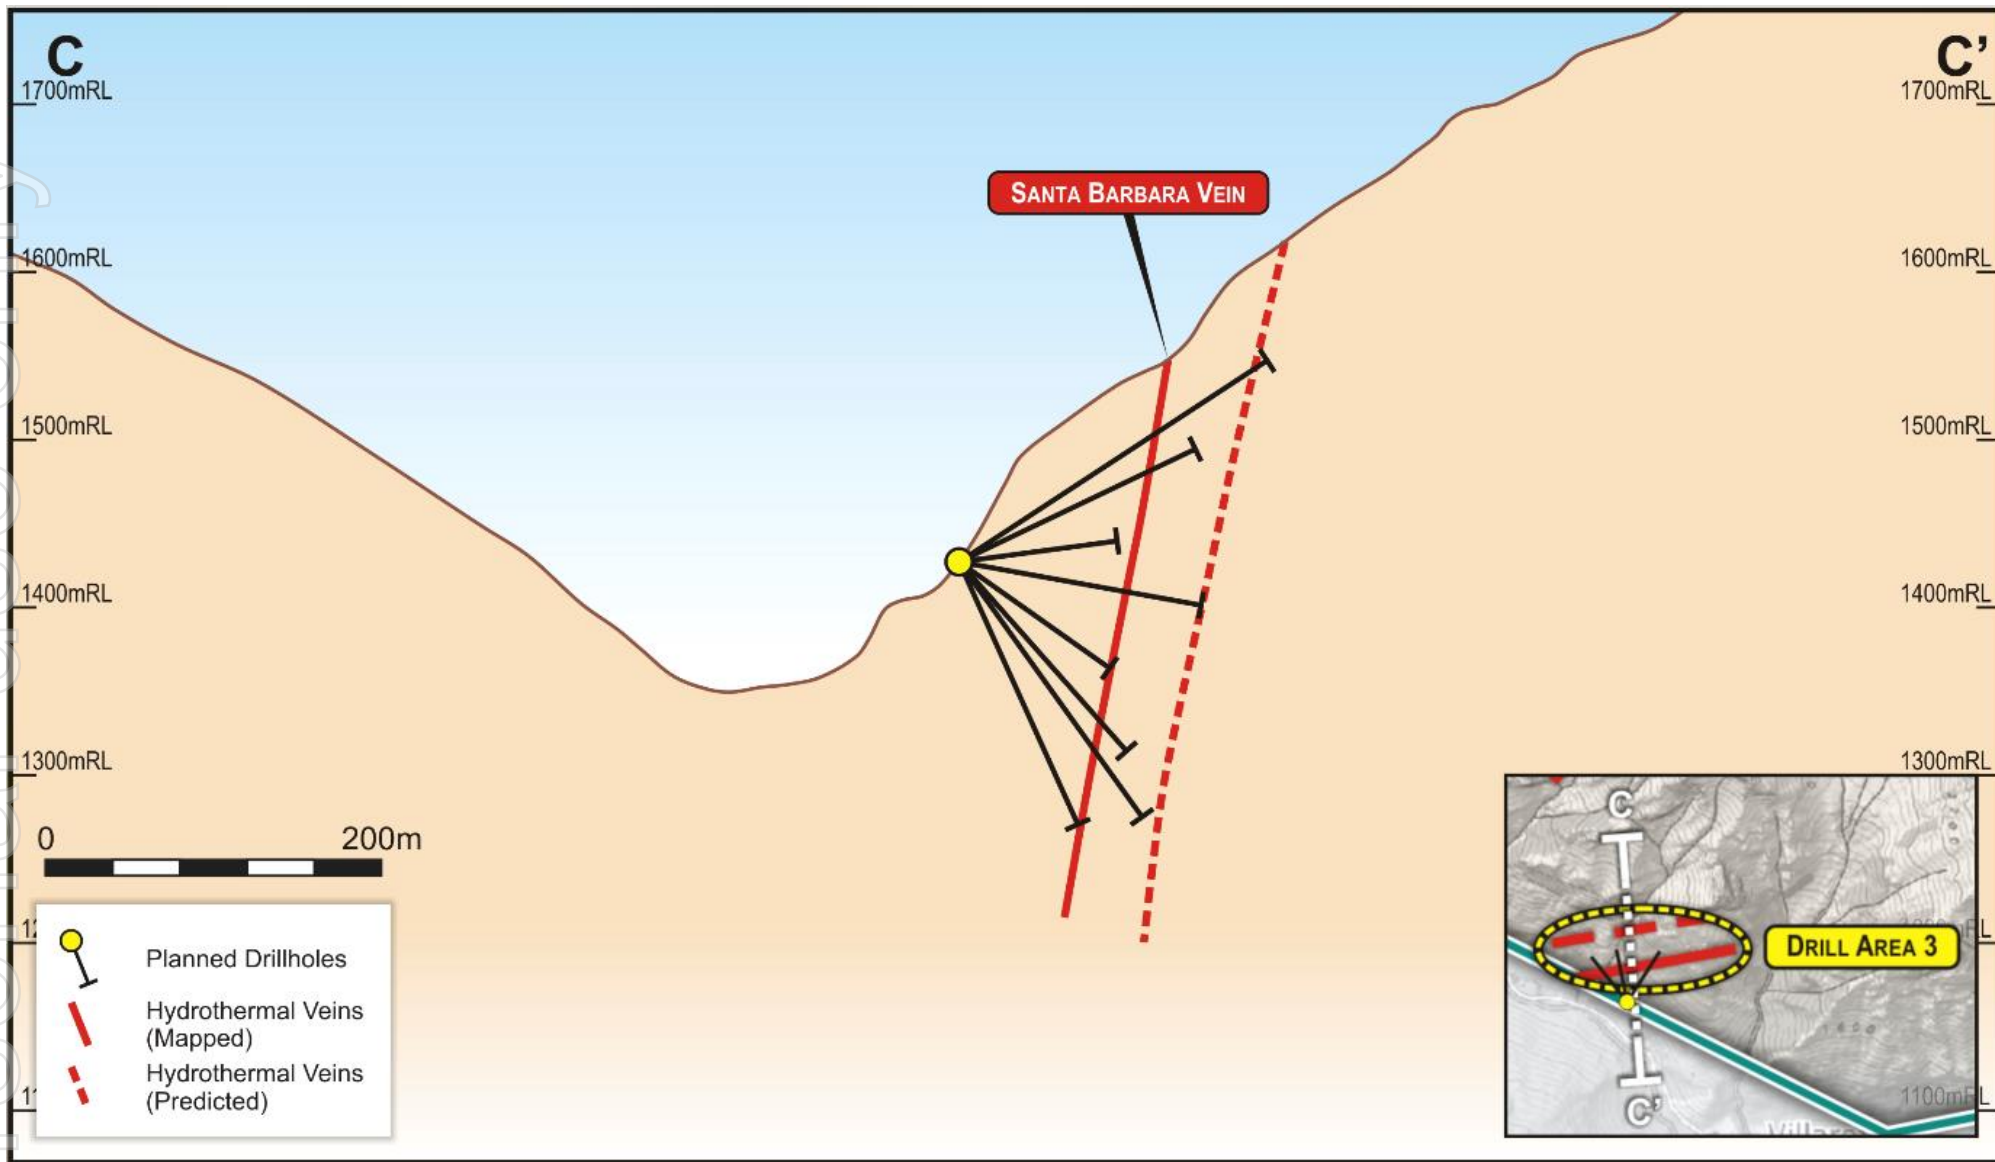 C
C'
1700mRL
1700mRL
SANTA BARBARA VEIN
1600mRL
1600mRL
1500mRL
1500mRL
1400mRL
1400mRL
1300mRL
1300mRL
0 200m
Planned Drillholes
Hydrothermal Veins
(Mapped)
Hydrothermal Veins
(Predicted)
C
DRILL AREA 3
C'
1100mRL